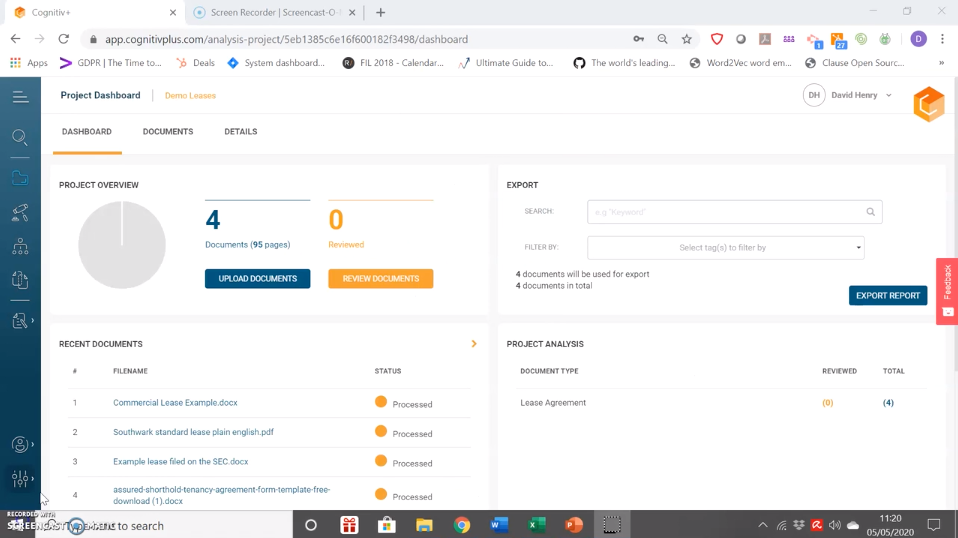 Cognitiv+
Screen Recorder | Screencast-O-
app.cognitivplus.com/analysis-project/5eb1385c6e16f600182f3498/dashboard
1
27
D
Apps
GDPR | The Time to...
Deals
System dashboard...
FIL 2018 - Calendar...
Ultimate Guide to...
The world's leading...
Word2Vec word em...
Clause Open Sourc...
Project Dashboard
Demo Leases
DH
David Henry
DASHBOARD
DOCUMENTS
DETAILS
PROJECT OVERVIEW
4
Documents (95 pages)
0
Reviewed
UPLOAD DOCUMENTS
REVIEW DOCUMENTS
EXPORT
SEARCH:
e.g "Keyword"
FILTER BY:
Select tag(s) to filter by
4 documents will be used for export
4 documents in total
EXPORT REPORT
Feedback
RECENT DOCUMENTS
# FILENAME STATUS
1 Commercial Lease Example.docx Processed
2 Southwark standard lease plain english.pdf Processed
3 Example lease filed on the SEC.docx Processed
4 assured-shorthold-tenancy-agreement-form-template-free-
download (1).docx Processed
PROJECT ANALYSIS
DOCUMENT TYPE REVIEWED TOTAL
Lease Agreement (0) (4)
RECORDED WITH
SCREENCAST
to search
11:20
05/05/2020